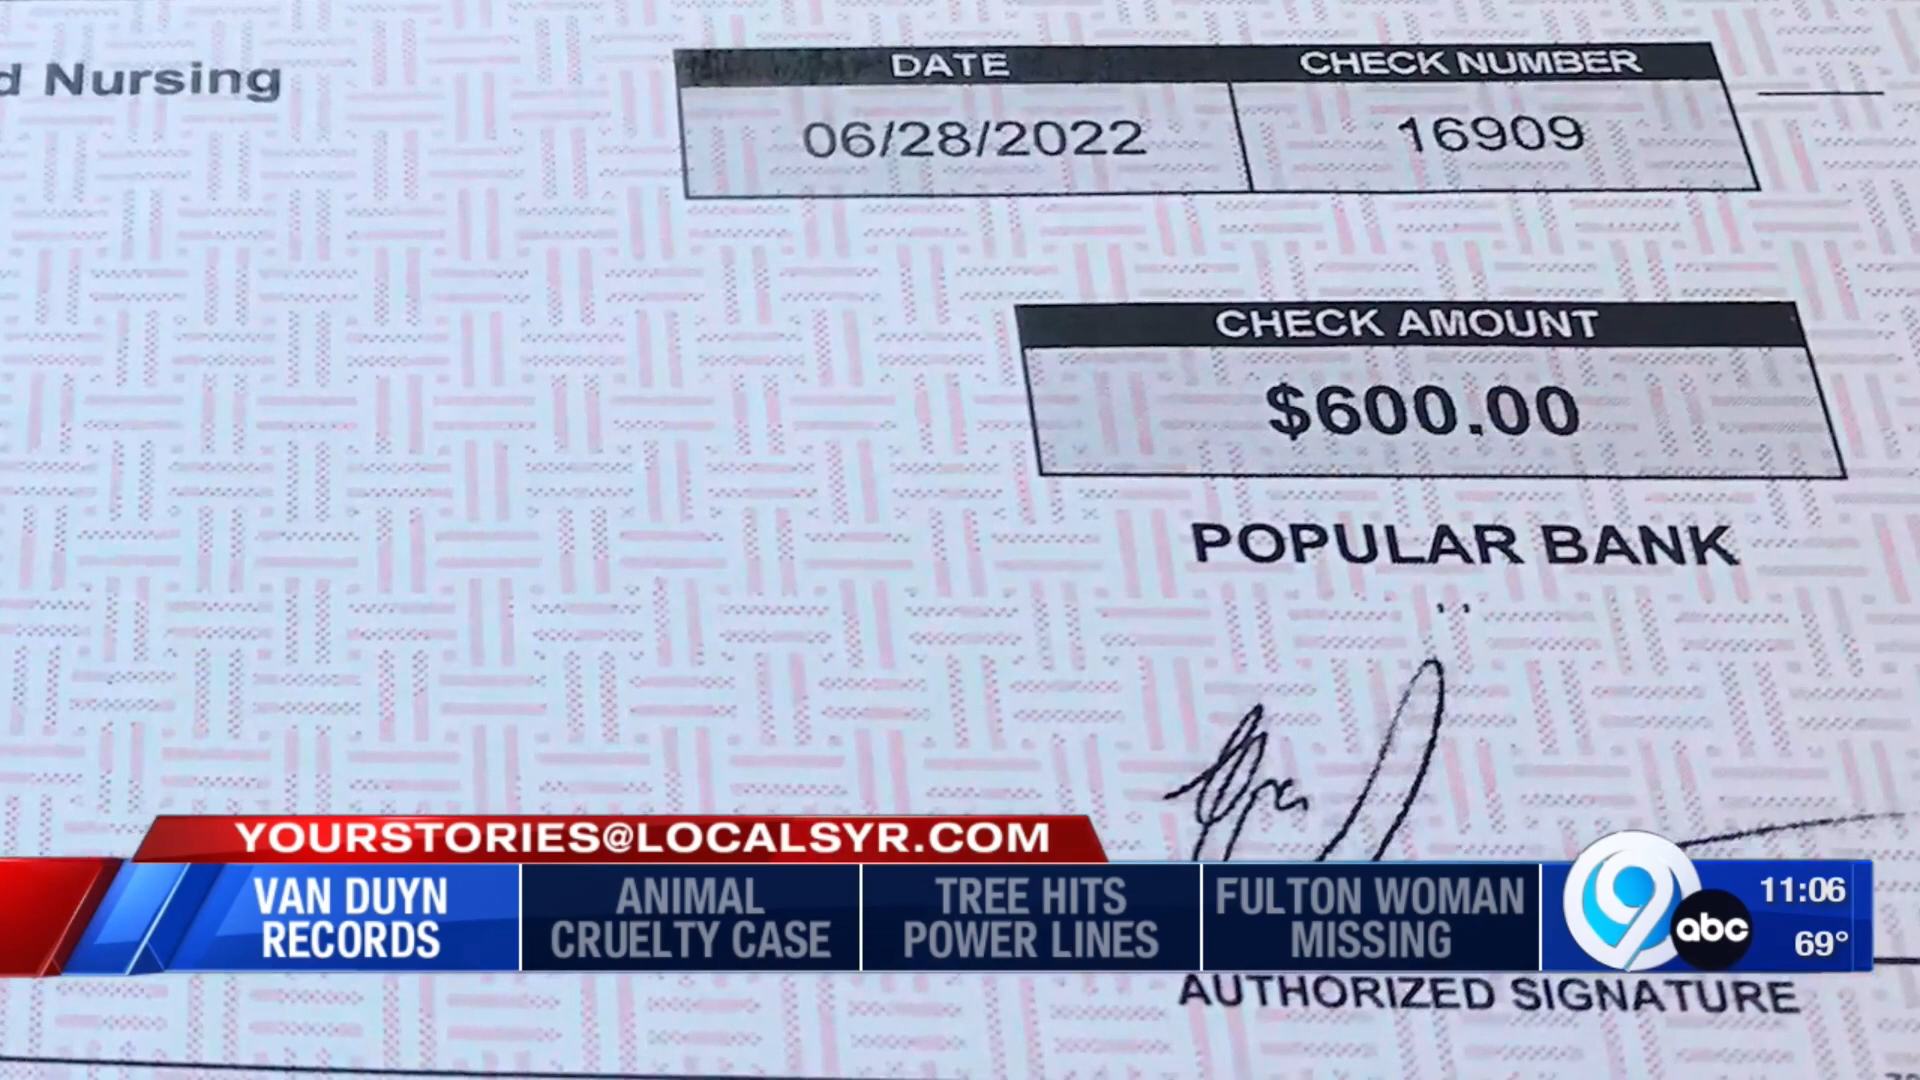 d Nursing
DATE
CHECK NUMBER
06/28/2022
16909
CHECK AMOUNT
$600.00
POPULAR BANK
YOURSTORIES@LOCALSYR.COM
VAN DUYN
RECORDS
ANIMAL
CRUELTY CASE
TREE HITS
POWER LINES
FULTON WOMAN
MISSING
9
abc
11:06
69°
AUTHORIZED SIGNATURE